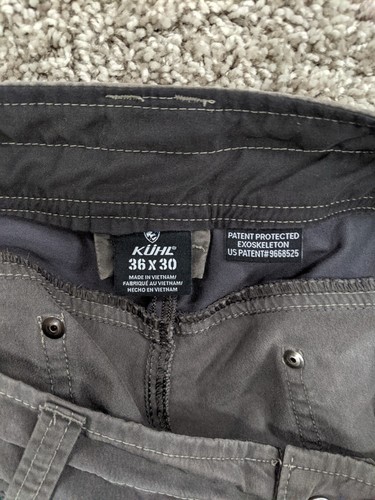 KÜHL®
36 X 30
MADE IN VIETNAM/
FABRIQUÉ AU VIETNAM/
HECHO EN VIETNAM
PATENT PROTECTED
EXOSKELETON
US PATENT#9668525